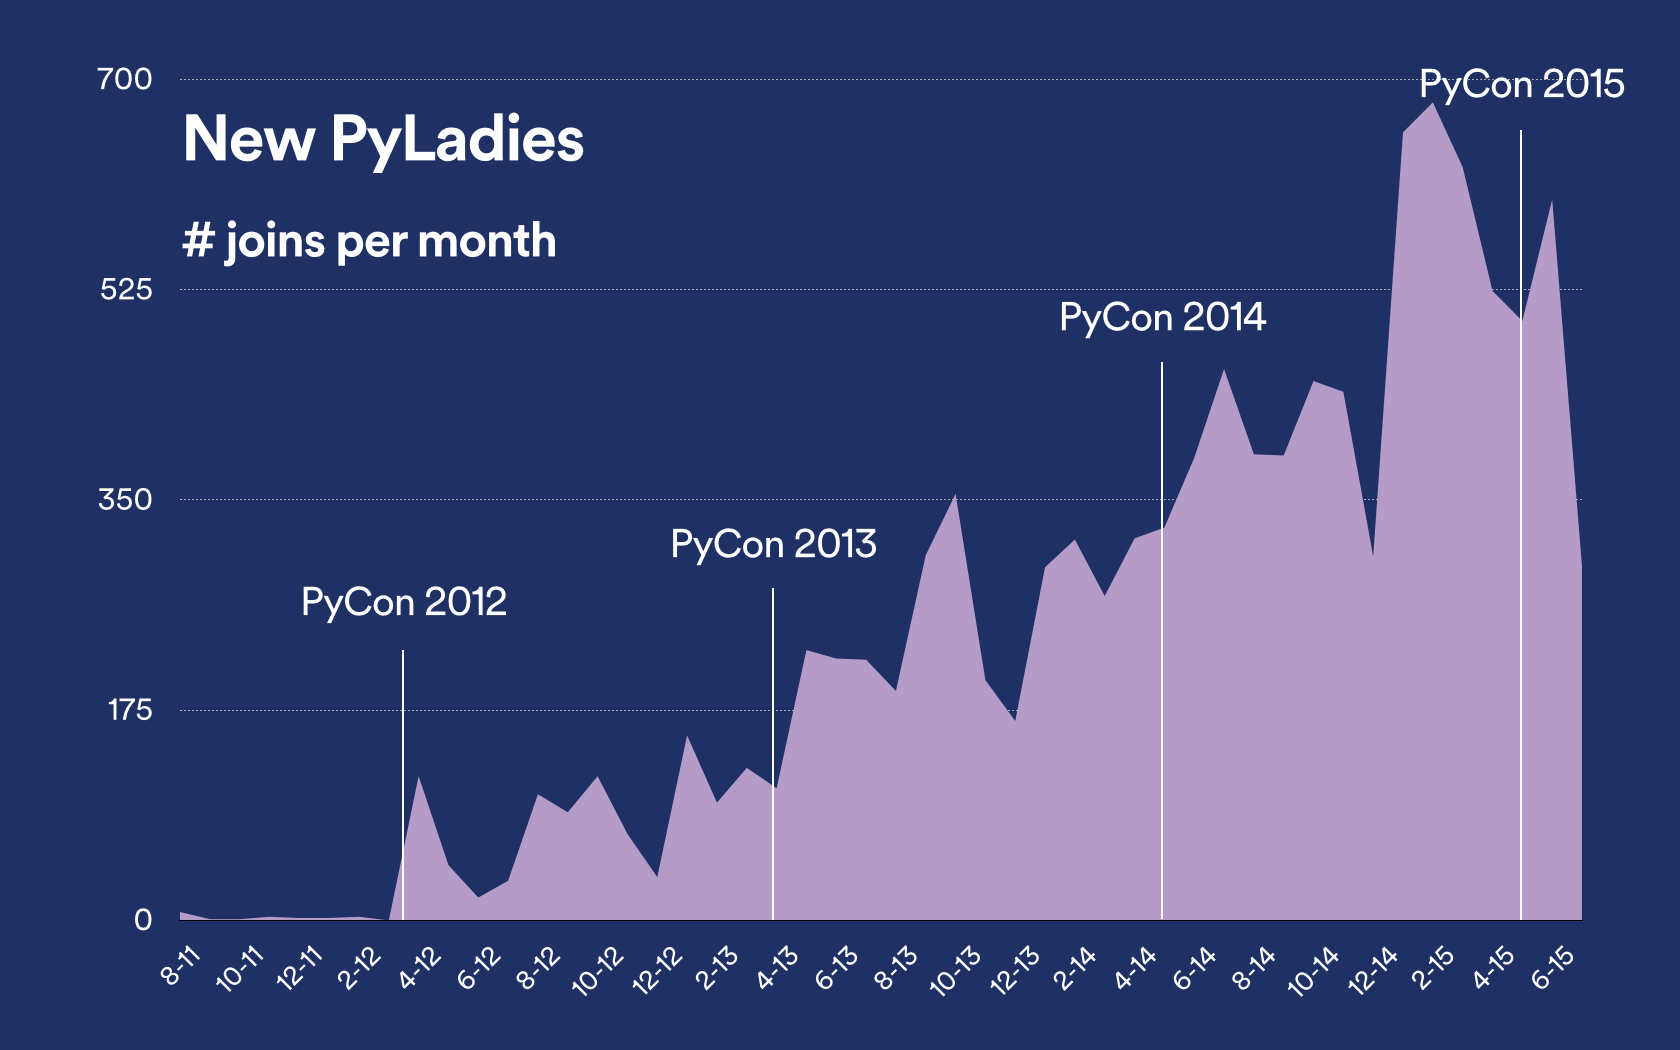 700
PyCon 2015
New PyLadies
# joins per month
525
PyCon 2014
350
PyCon 2013
PyCon 2012
175
0
8-11 10-11 12-11 2-12 4-12 6-12 8-12 10-12 12-12 2-13 4-13 6-13 8-13 10-13 12-13 2-14 4-14 6-14 8-14 10-14 12-14 2-15 4-15 6-15